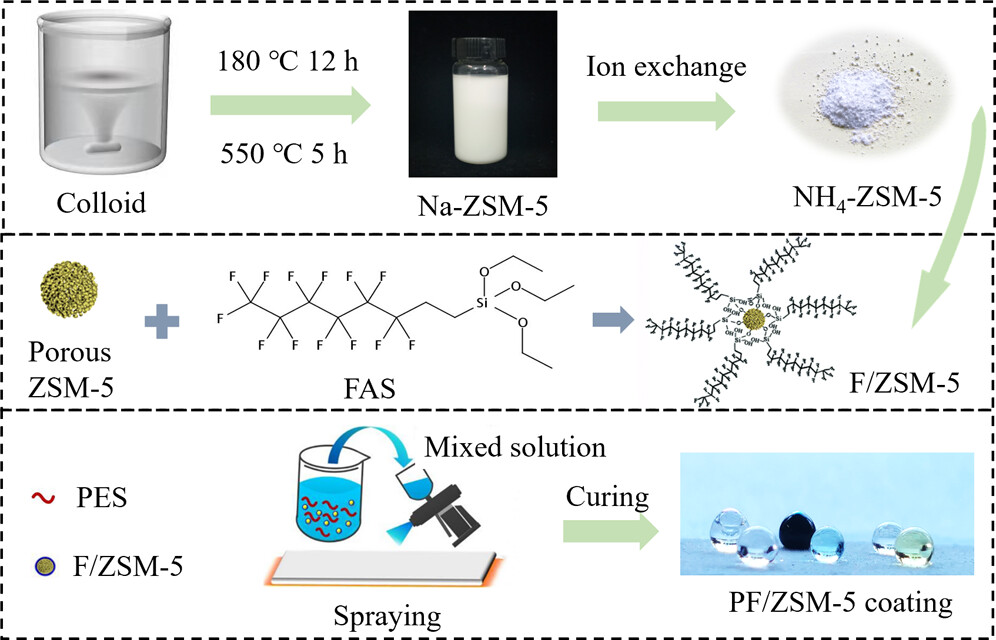 180 °C 12 h
Ion exchange
550 °C 5 h
Colloid
Na-ZSM-5
NH₄-ZSM-5
Porous
ZSM-5
F F F F F F
F
F F F F F F
O
Si
O
O
FAS
F/ZSM-5
Mixed solution
PES
F/ZSM-5
Spraying
Curing
PF/ZSM-5 coating